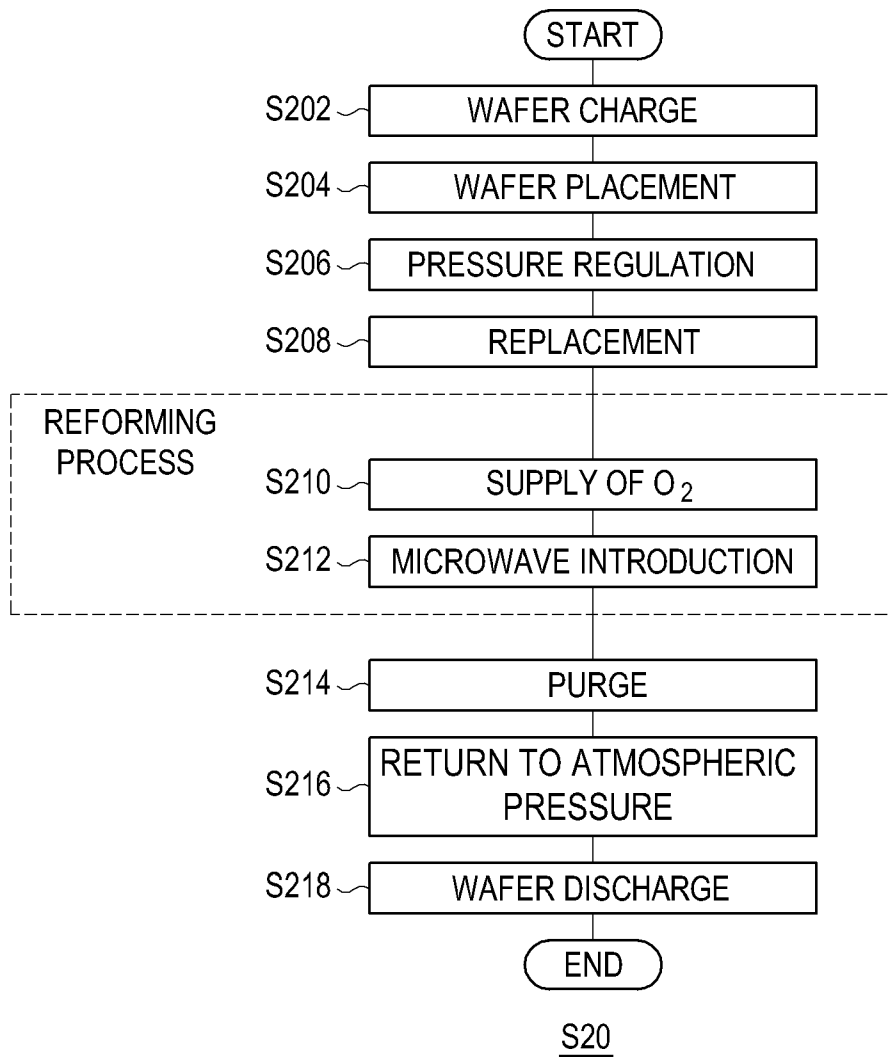 START
S202 WAFER CHARGE
S204 WAFER PLACEMENT
S206 PRESSURE REGULATION
S208 REPLACEMENT
REFORMING
PROCESS
S210 SUPPLY OF O2
S212 MICROWAVE INTRODUCTION
S214 PURGE
S216 RETURN TO ATMOSPHERIC
PRESSURE
S218 WAFER DISCHARGE
END
S20